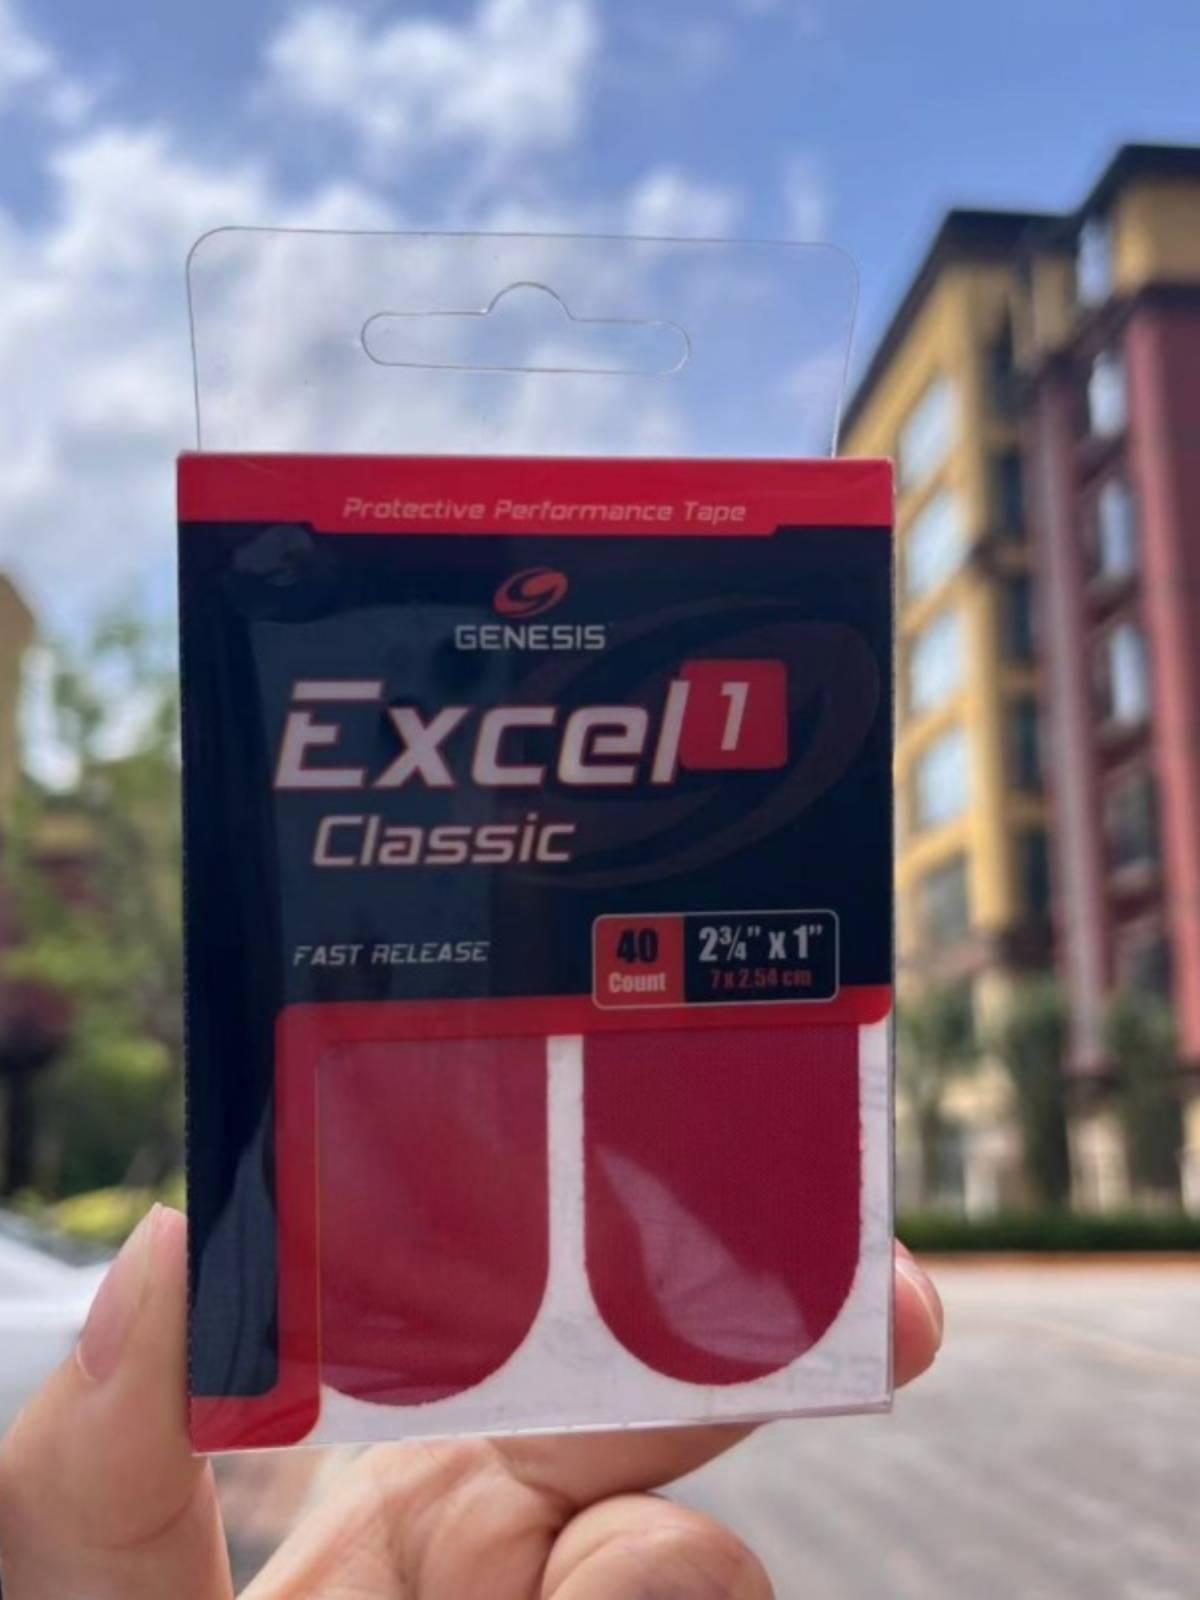 Protective Performance Tape
GENESIS
Excel 1
Classic
FAST RELEASE
40
Count
2¾” X 1”
7 x 2.54 cm